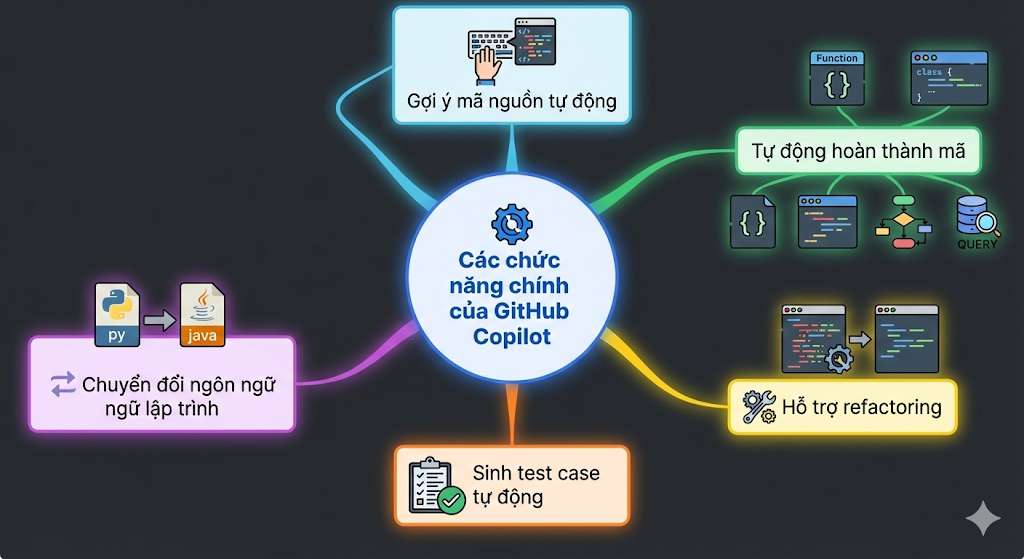 </>
</>
Gợi ý mã nguồn tự động
Function
{}
class {
...
}
Tự động hoàn thành mã
{}
QUERY
Các chức
năng chính
của GitHub
Copilot
py
java
Chuyển đổi ngôn ngữ
ngữ lập trình
Hỗ trợ refactoring
Sinh test case
tự động